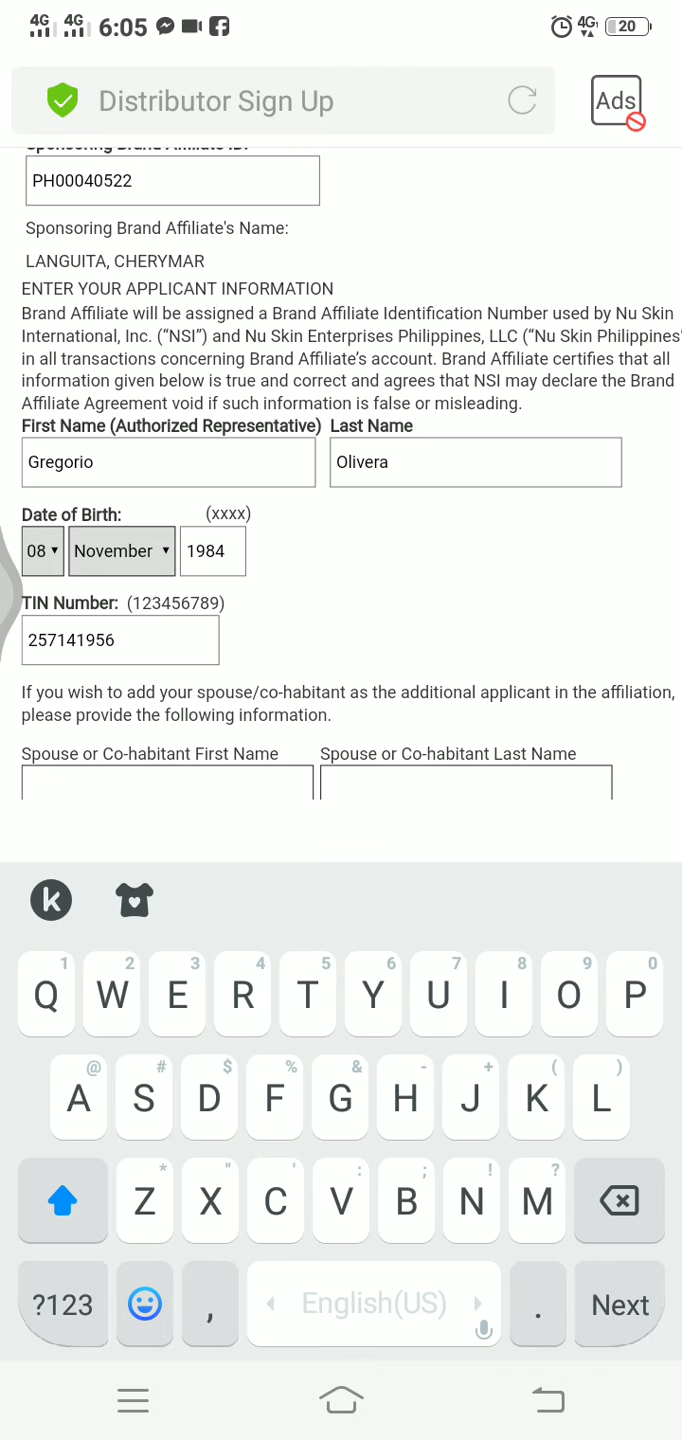 4G 4G 6:05 4G 20
Distributor Sign Up Ads
Sponsoring Brand Affiliate ID:
PH00040522
Sponsoring Brand Affiliate's Name:
LANGUITA, CHERYMAR
ENTER YOUR APPLICANT INFORMATION
Brand Affiliate will be assigned a Brand Affiliate Identification Number used by Nu Skin
International, Inc. (“NSI”) and Nu Skin Enterprises Philippines, LLC (“Nu Skin Philippines”
in all transactions concerning Brand Affiliate’s account. Brand Affiliate certifies that all
information given below is true and correct and agrees that NSI may declare the Brand
Affiliate Agreement void if such information is false or misleading.
First Name (Authorized Representative) Last Name
Gregorio Olivera
Date of Birth: (xxxx)
08 November 1984
TIN Number: (123456789)
257141956
If you wish to add your spouse/co-habitant as the additional applicant in the affiliation,
please provide the following information.
Spouse or Co-habitant First Name Spouse or Co-habitant Last Name
k
1 2 3 4 5 6 7 8 9 0
Q W E R T Y U I O P
@ # $ % & - + ( )
A S D F G H J K L
* " ' : ; ! ?
Z X C V B N M
?123 , English(US) . Next